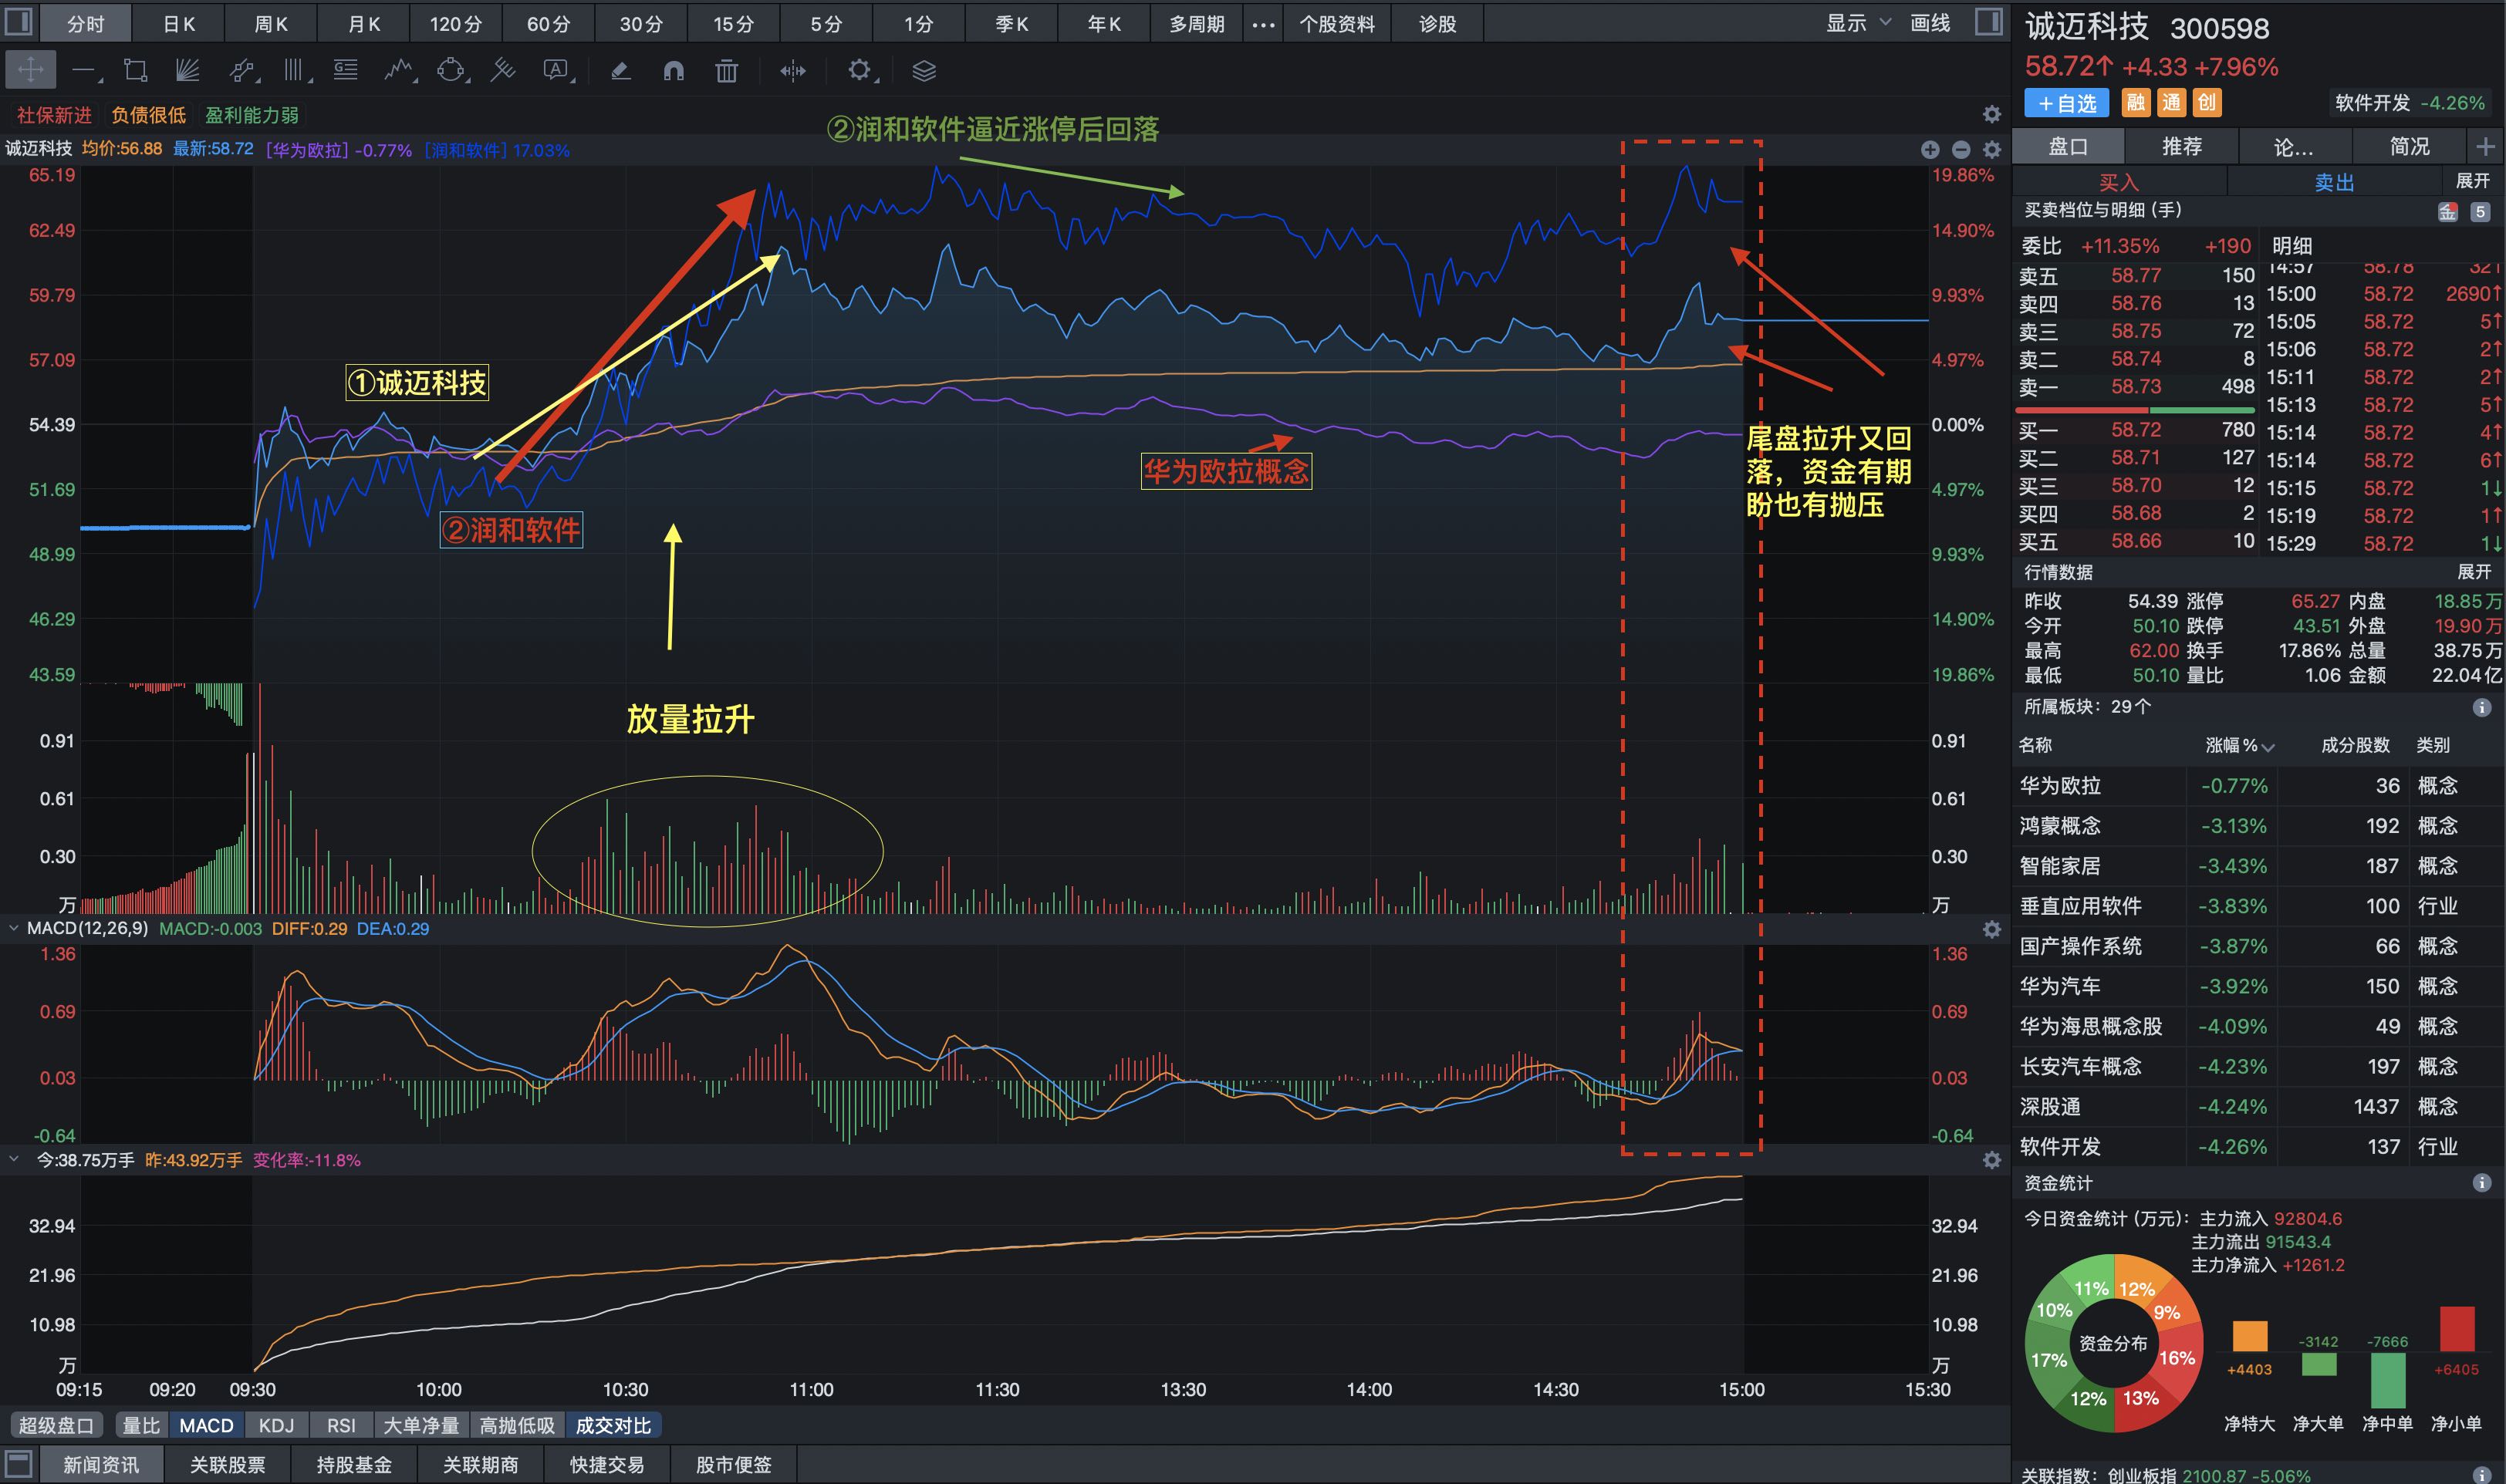 分时 日K 周K 月K 120分 60分 30分 15分 5分 1分 季K 年K 多周期 ••• 个股资料 诊股 显示 画线
社保新进 负债很低 盈利能力弱
诚迈科技 均价:56.88 最新:58.72 [华为欧拉] -0.77% [润和软件] 17.03%
②润和软件逼近涨停后回落
65.19 19.86%
62.49 14.90%
59.79 9.93%
57.09 4.97%
①诚迈科技
54.39 0.00%
尾盘拉升又回
落，资金有期
盼也有抛压
华为欧拉概念
51.69 4.97%
②润和软件
48.99 9.93%
46.29 14.90%
43.59 19.86%
放量拉升
0.91 0.91
0.61 0.61
0.30 0.30
万 万
MACD(12,26,9) MACD:-0.003 DIFF:0.29 DEA:0.29
1.36 1.36
0.69 0.69
0.03 0.03
-0.64 -0.64
今:38.75万手 昨:43.92万手 变化率:-11.8%
32.94 32.94
21.96 21.96
10.98 10.98
万 万
09:15 09:20 09:30 10:00 10:30 11:00 11:30 13:30 14:00 14:30 15:00 15:30
超级盘口 量比 MACD KDJ RSI 大单净量 高抛低吸 成交对比
新闻资讯 关联股票 持股基金 关联期商 快捷交易 股市便签
诚迈科技 300598
58.72↑ +4.33 +7.96%
+自选 融 通 创 软件开发 -4.26%
盘口 推荐 论... 简况 +
买入 卖出 展开
买卖档位与明细 (手) 金 5
委比 +11.35% +190 明细
14:57 58.78 32↑
卖五 58.77 150 15:00 58.72 2690↑
卖四 58.76 13 15:05 58.72 5↑
卖三 58.75 72 15:06 58.72 2↑
卖二 58.74 8 15:11 58.72 2↑
卖一 58.73 498 15:13 58.72 5↑
买一 58.72 780 15:14 58.72 4↑
买二 58.71 127 15:14 58.72 6↑
买三 58.70 12 15:15 58.72 1↓
买四 58.68 2 15:19 58.72 1↑
买五 58.66 10 15:29 58.72 1↓
行情数据 展开
昨收 54.39 涨停 65.27 内盘 18.85万
今开 50.10 跌停 43.51 外盘 19.90万
最高 62.00 换手 17.86% 总量 38.75万
最低 50.10 量比 1.06 金额 22.04亿
所属板块：29个
名称 涨幅% 成分股数 类别
华为欧拉 -0.77% 36 概念
鸿蒙概念 -3.13% 192 概念
智能家居 -3.43% 187 概念
垂直应用软件 -3.83% 100 行业
国产操作系统 -3.87% 66 概念
华为汽车 -3.92% 150 概念
华为海思概念股 -4.09% 49 概念
长安汽车概念 -4.23% 197 概念
深股通 -4.24% 1437 概念
软件开发 -4.26% 137 行业
资金统计
今日资金统计 (万元)： 主力流入 92804.6
主力流出 91543.4
主力净流入 +1261.2
11% 12%
10% 9%
资金分布
17% 16%
12% 13%
-3142 -7666
+4403 +6405
净特大 净大单 净中单 净小单
关联指数：创业板指 2100.87 -5.06%